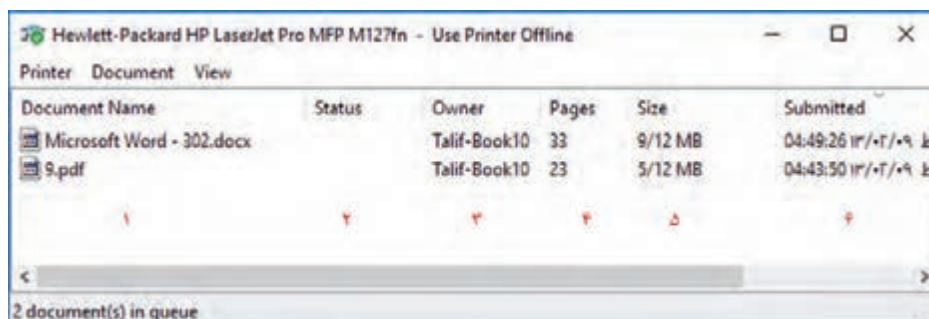 Hewlett-Packard HP LaserJet Pro MFP M127fn - Use Printer Offline
Printer Document View
Document Name Status Owner Pages Size Submitted
Microsoft Word - 302.docx Talif-Book10 33 9/12 MB 04:49:26
9.pdf Talif-Book10 23 5/12 MB 04:43:50
۱ ۲ ۳ ۴ ۵ ۶
2 document(s) in queue